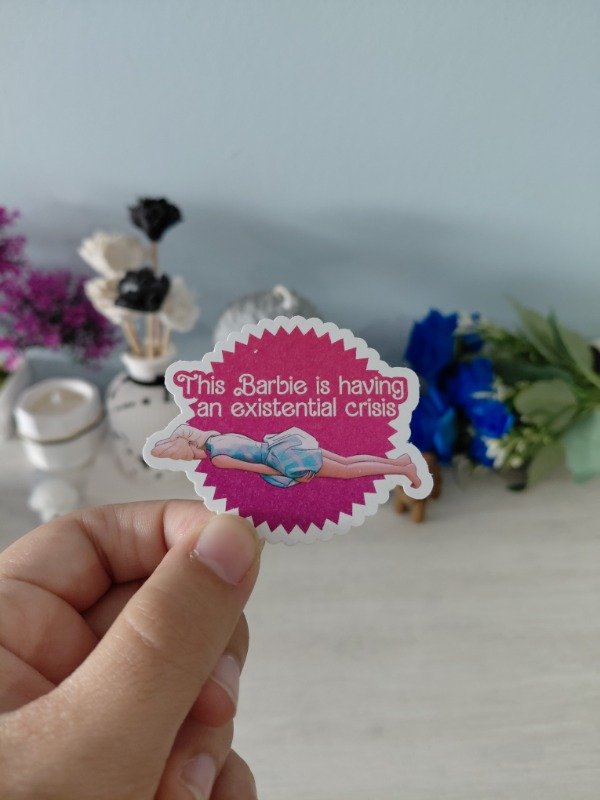 This Barbie is having
an existential crisis